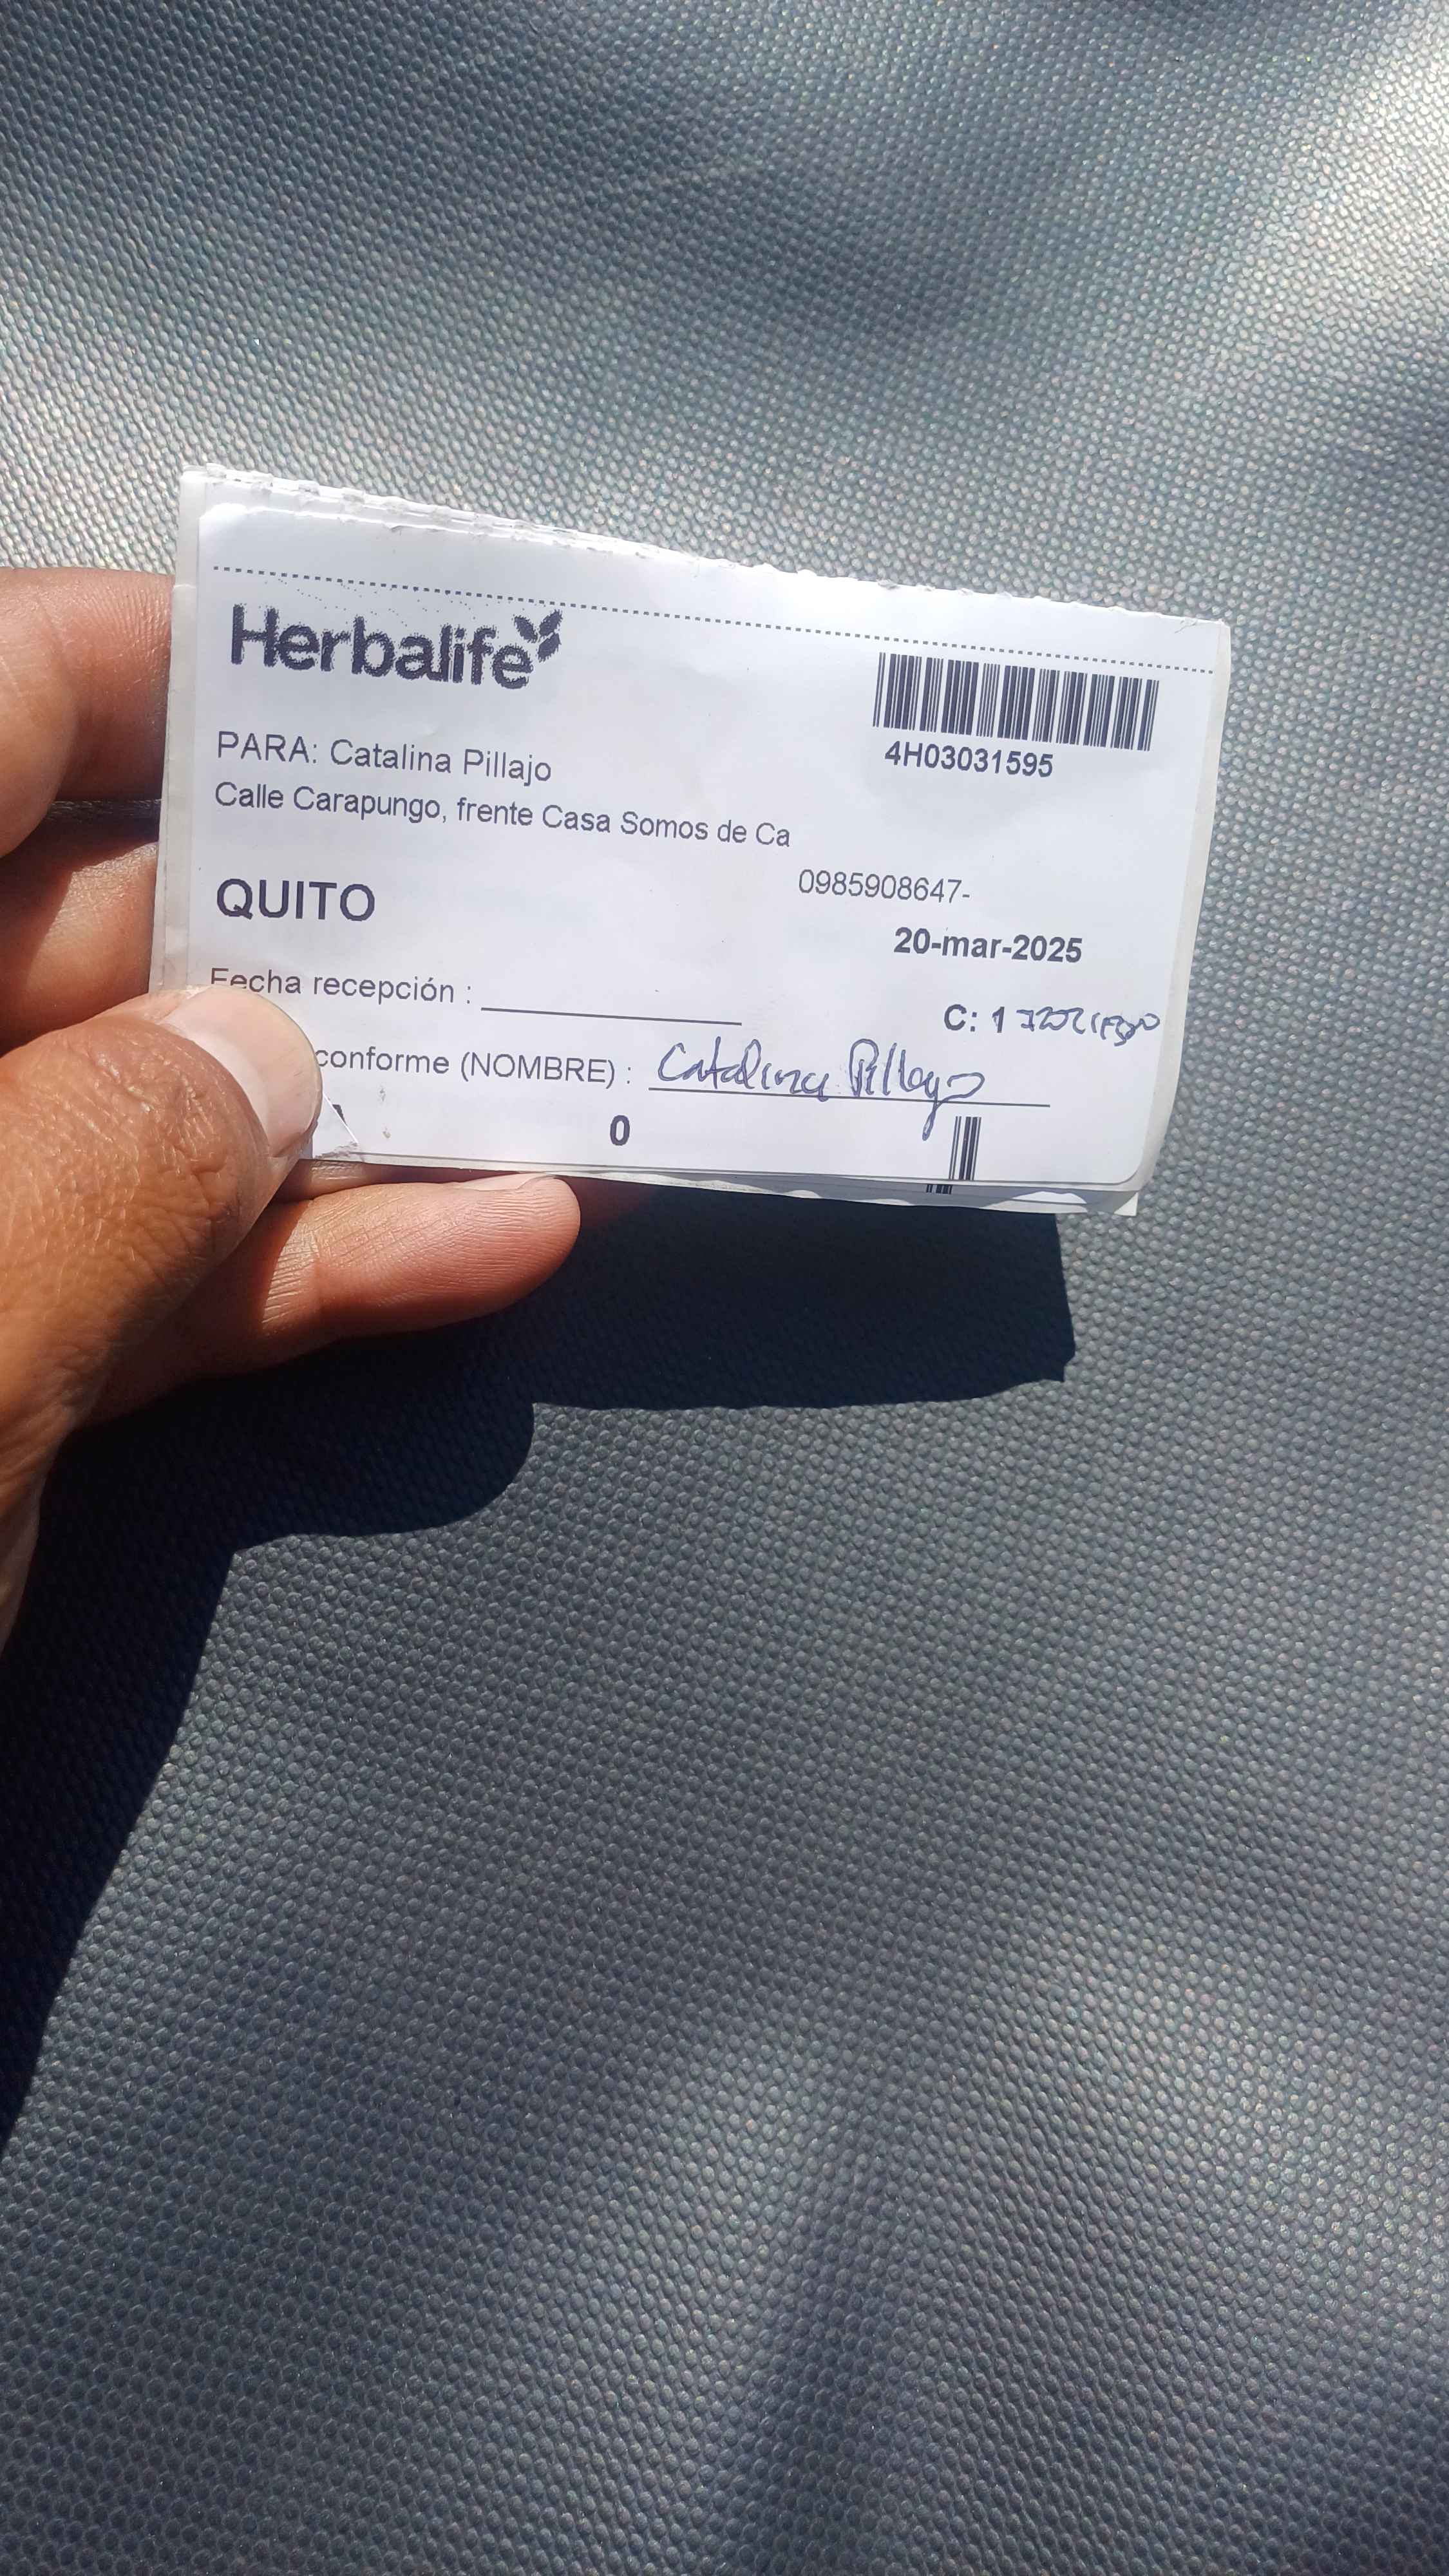 Herbalife
4H03031595
PARA: Catalina Pillajo
Calle Carapungo, frente Casa Somos de Ca
0985908647-
QUITO
20-mar-2025
Fecha recepción :
C: 1
conforme (NOMBRE) : Catalina Pillajo
0